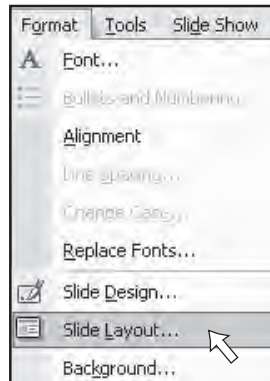 Format Tools Slide Show
Font...
Bullets and Numbering...
Alignment
Line Spacing...
Change Case...
Replace Fonts...
Slide Design...
Slide Layout...
Background...